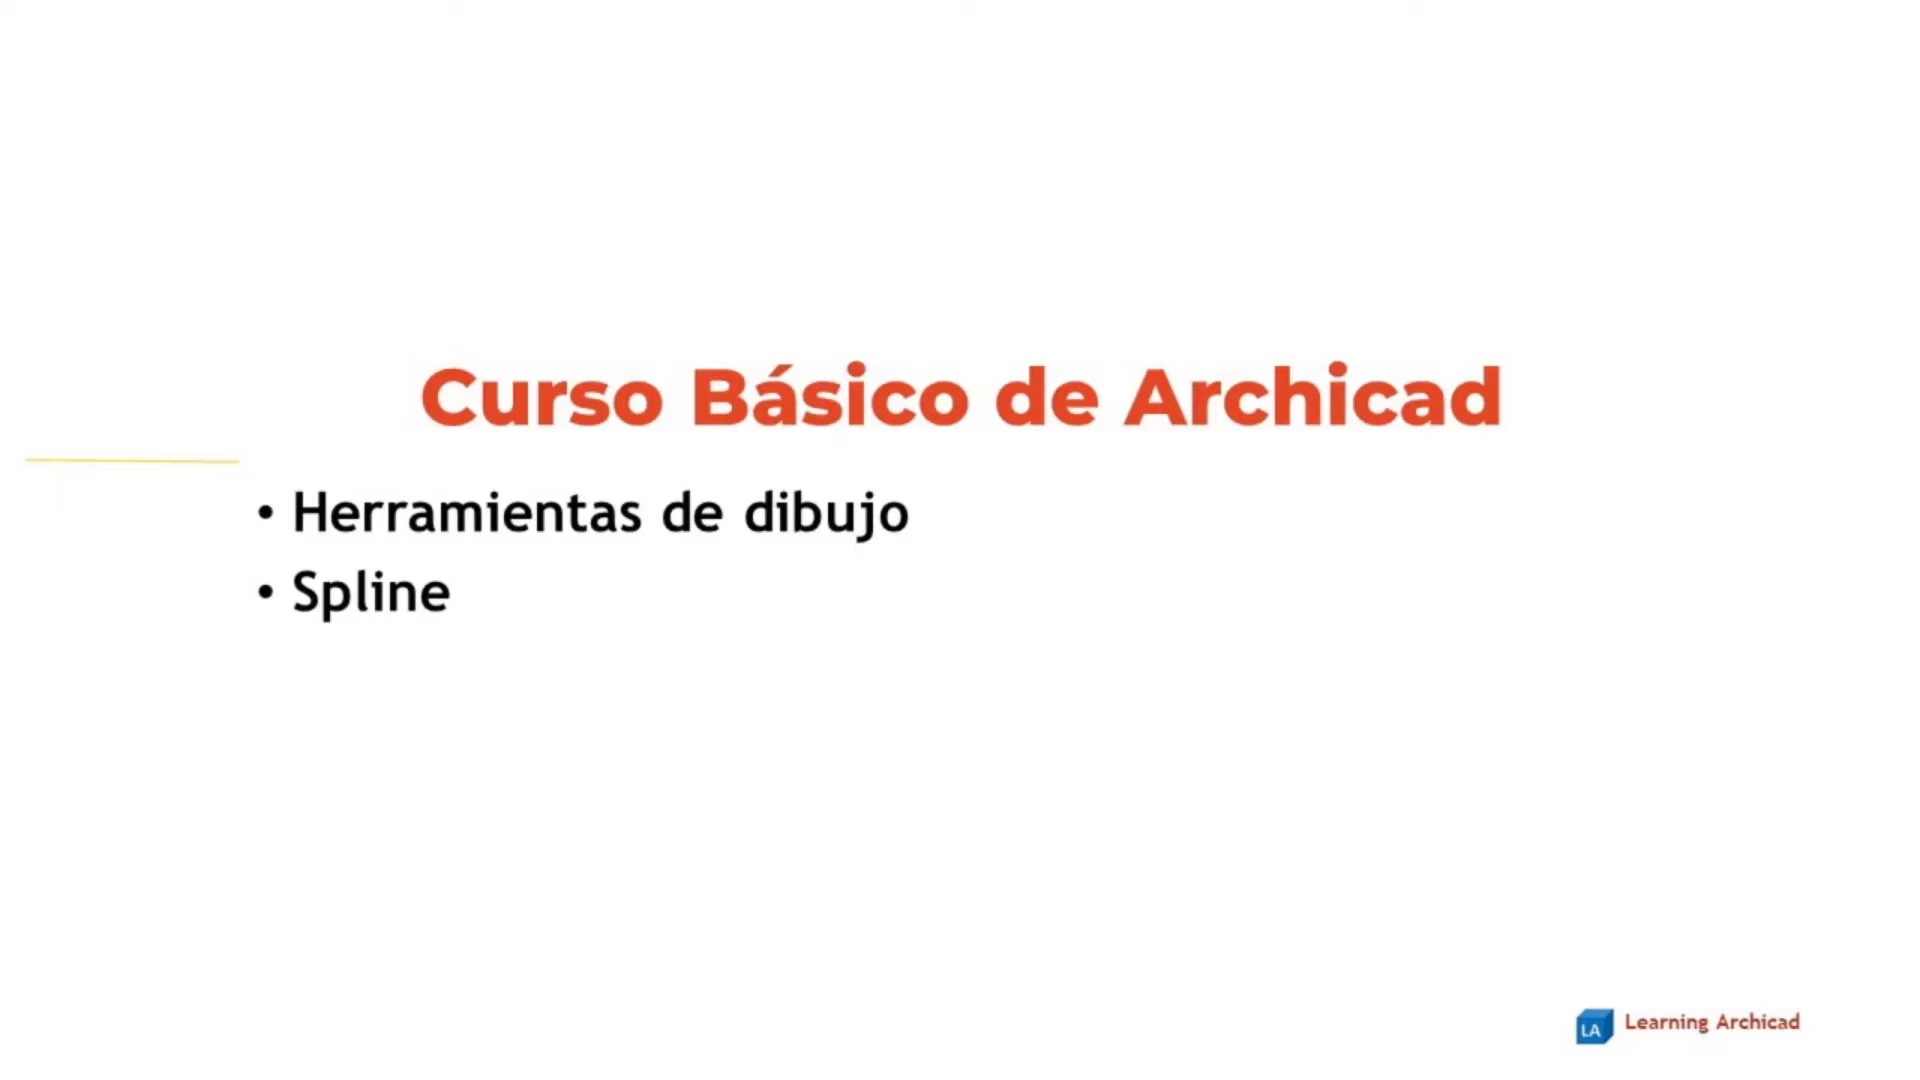 Curso Básico de Archicad
• Herramientas de dibujo
• Spline
LA Learning Archicad